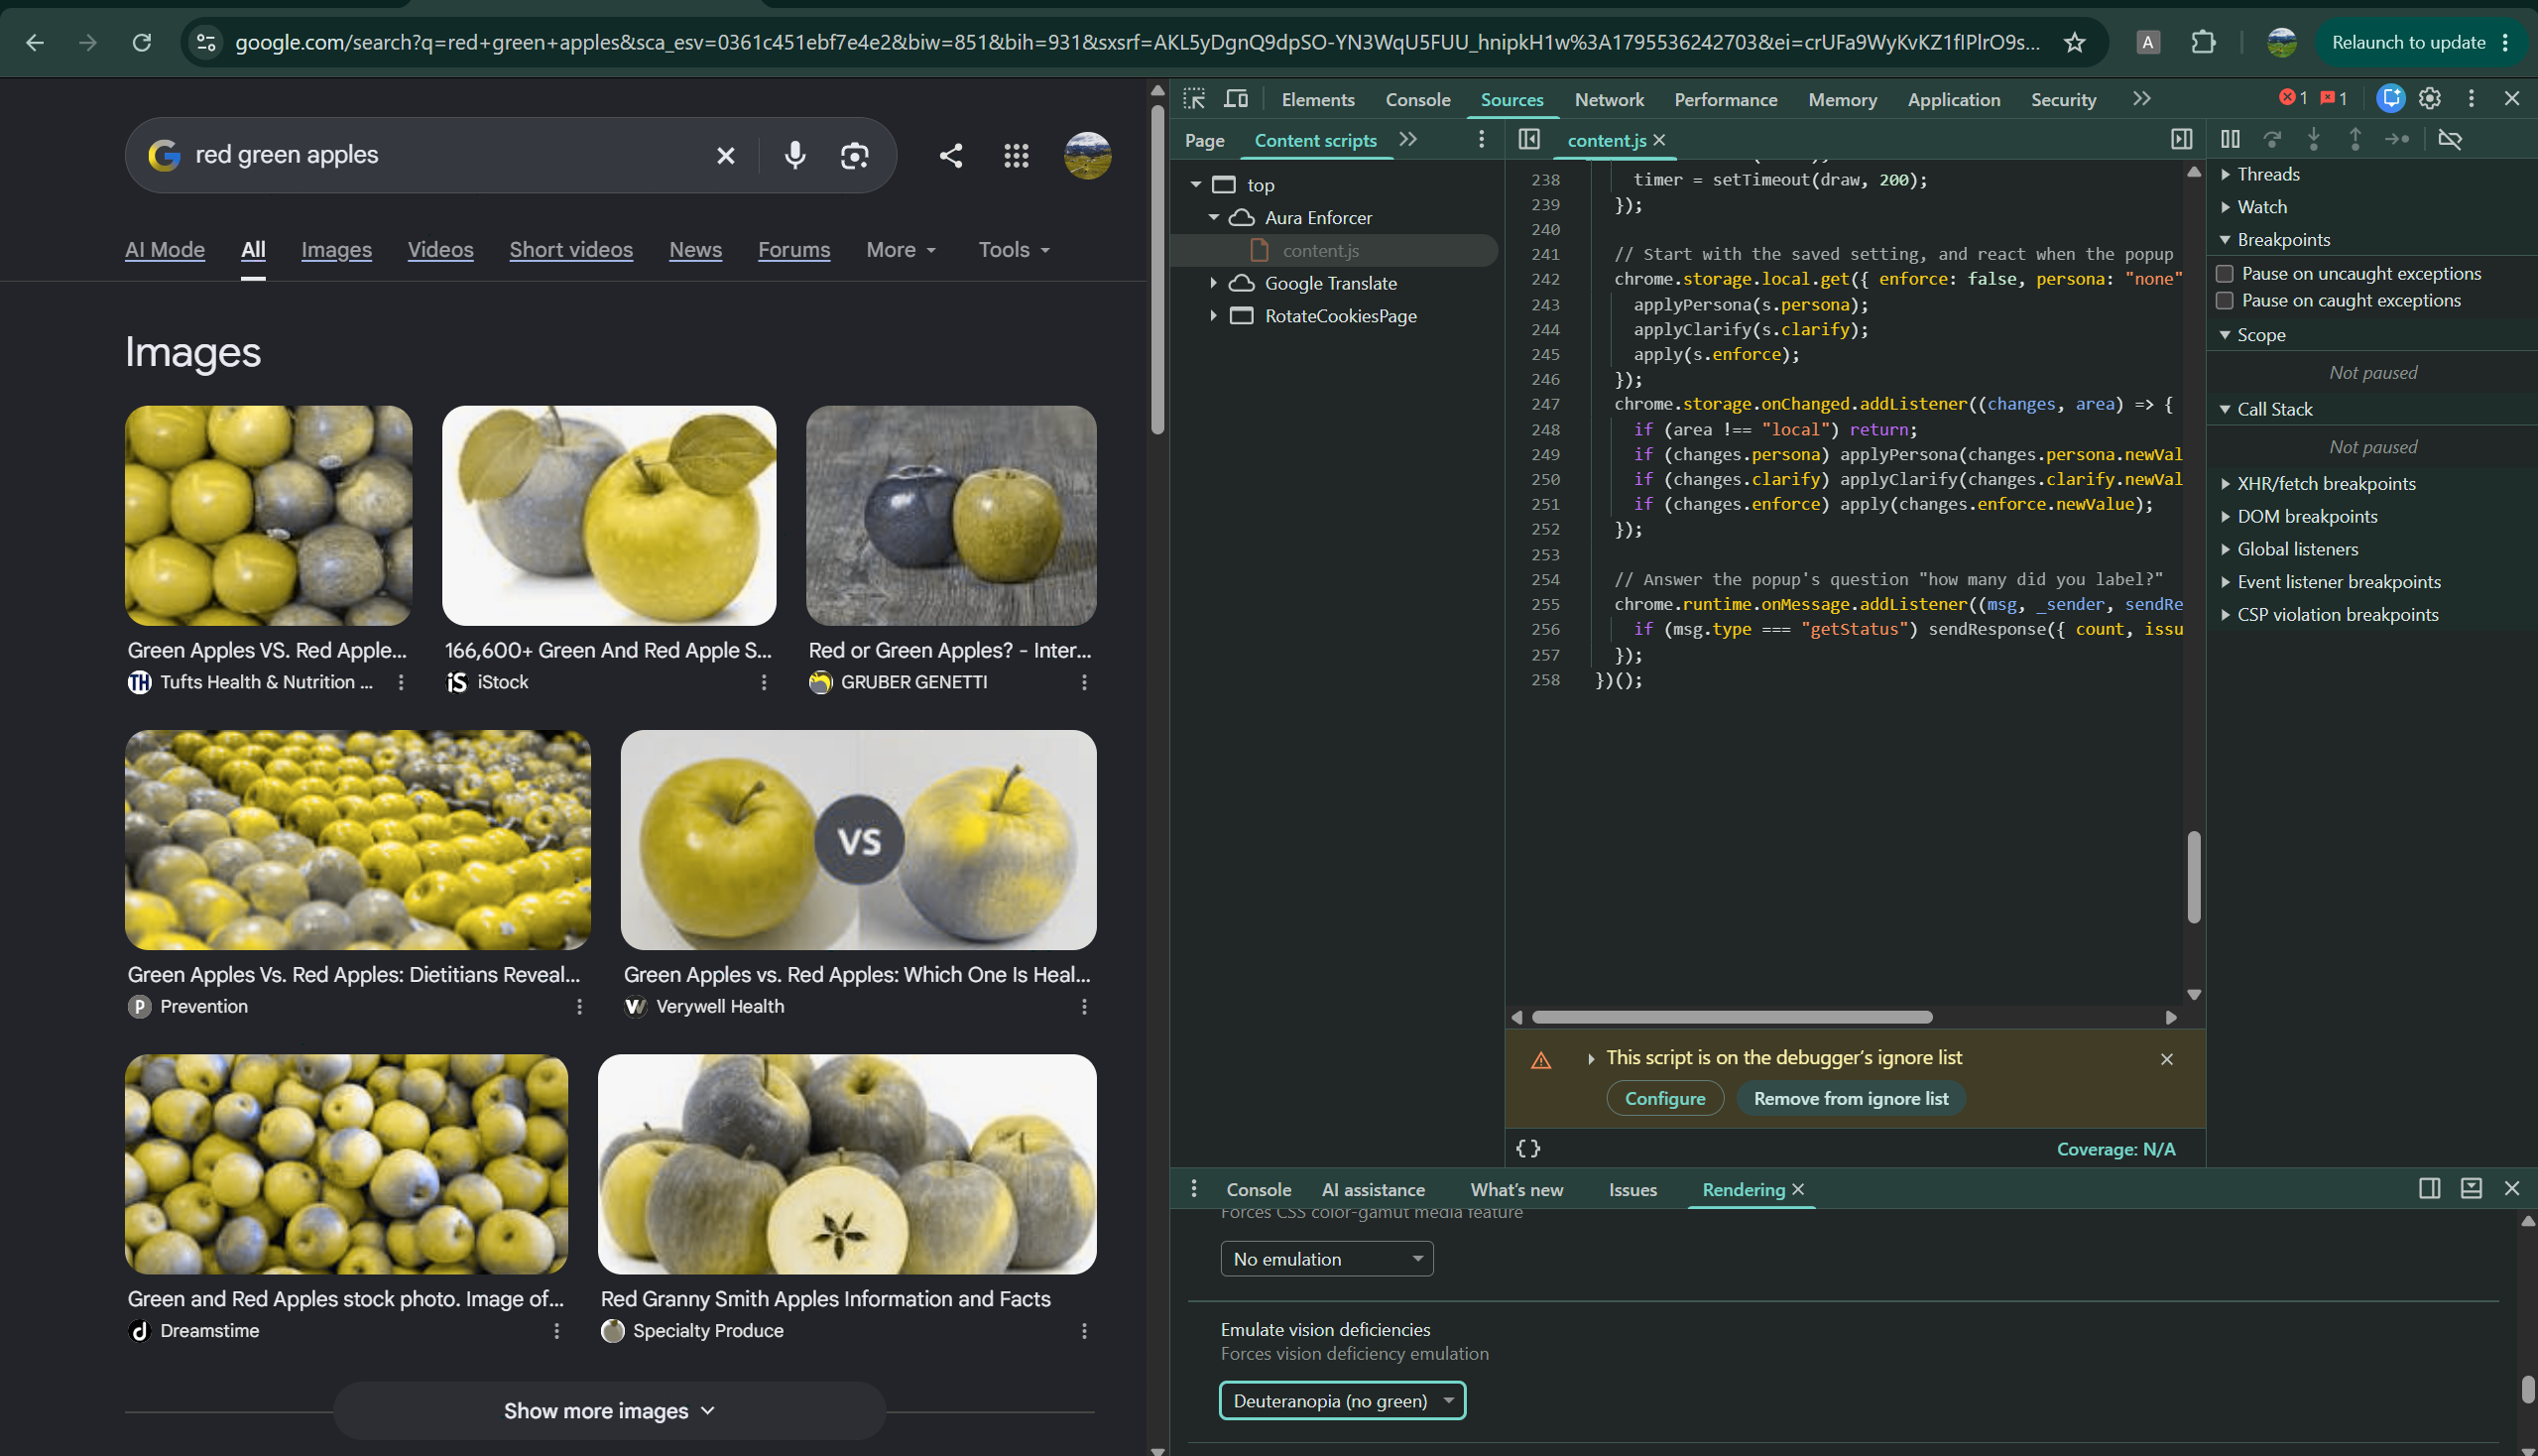 google.com/search?q=red+green+apples&sca_esv=0361c451ebf7e4e2&biw=851&bih=931&sxsrf=AKL5yDgnQ9dpSO-YN3WqU5FUU_hnipkH1w%3A1795536242703&ei=crUFa9WyKvKZ1fIPlrO9s...
A
Relaunch to update
red green apples
AI Mode
All
Images
Videos
Short videos
News
Forums
More
Tools
Images
Green Apples VS. Red Apple...
Tufts Health & Nutrition ...
166,600+ Green And Red Apple S...
iS iStock
Red or Green Apples? - Inter...
GRUBER GENETTI
VS
Green Apples Vs. Red Apples: Dietitians Reveal...
P Prevention
Green Apples vs. Red Apples: Which One Is Heal...
Verywell Health
Green and Red Apples stock photo. Image of...
d Dreamstime
Red Granny Smith Apples Information and Facts
Specialty Produce
Show more images
Elements
Console
Sources
Network
Performance
Memory
Application
Security
1
1
Page
Content scripts
top
Aura Enforcer
content.js
Google Translate
RotateCookiesPage
content.js
238 timer = setTimeout(draw, 200);
239 });
240
241 // Start with the saved setting, and react when the popup
242 chrome.storage.local.get({ enforce: false, persona: "none"
243 applyPersona(s.persona);
244 applyClarify(s.clarify);
245 apply(s.enforce);
246 });
247 chrome.storage.onChanged.addListener((changes, area) => {
248 if (area !== "local") return;
249 if (changes.persona) applyPersona(changes.persona.newVal
250 if (changes.clarify) applyClarify(changes.clarify.newVal
251 if (changes.enforce) apply(changes.enforce.newValue);
252 });
253
254 // Answer the popup's question "how many did you label?"
255 chrome.runtime.onMessage.addListener((msg, _sender, sendRe
256 if (msg.type === "getStatus") sendResponse({ count, issu
257 });
258 })();
This script is on the debugger's ignore list
Configure
Remove from ignore list
{}
Coverage: N/A
Threads
Watch
Breakpoints
Pause on uncaught exceptions
Pause on caught exceptions
Scope
Not paused
Call Stack
Not paused
XHR/fetch breakpoints
DOM breakpoints
Global listeners
Event listener breakpoints
CSP violation breakpoints
Console
AI assistance
What's new
Issues
Rendering
Forces CSS color-gamut media feature
No emulation
Emulate vision deficiencies
Forces vision deficiency emulation
Deuteranopia (no green)